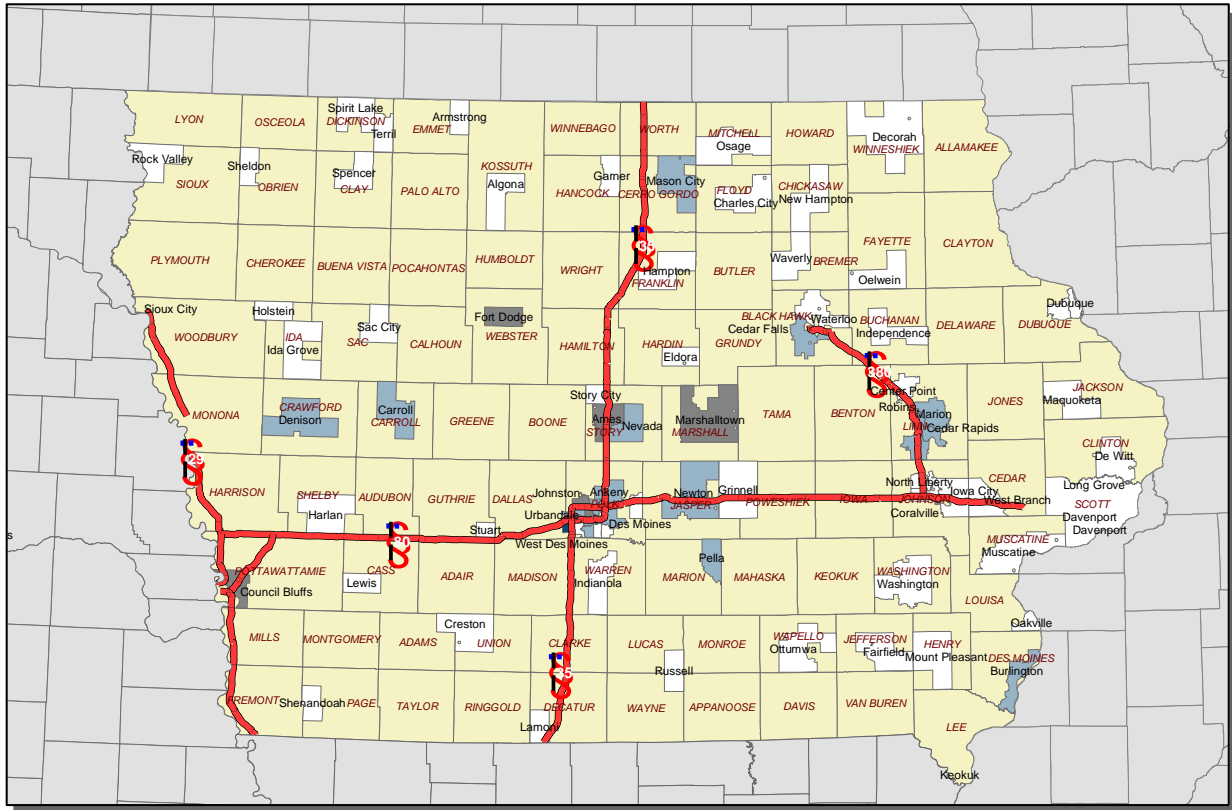 Spirit Lake
LYON
OSCEOLA
DICKINSON
Terril
EMMET
Armstrong
WINNEBAGO
WORTH
MITCHELL
Osage
HOWARD
Decorah
WINNESHIEK
ALLAMAKEE
Rock Valley
SIOUX
Sheldon
OBRIEN
Spencer
CLAY
PALO ALTO
KOSSUTH
Algona
Garner
HANCOCK
Mason City
CERRO GORDO
FLOYD
Charles City
CHICKASAW
New Hampton
PLYMOUTH
CHEROKEE
BUENA VISTA
POCAHONTAS
HUMBOLDT
WRIGHT
35
Hampton
FRANKLIN
BUTLER
Waverly
BREMER
FAYETTE
Oelwein
CLAYTON
Sioux City
WOODBURY
Holstein
IDA
Ida Grove
Sac City
SAC
CALHOUN
Fort Dodge
WEBSTER
HAMILTON
HARDIN
Eldora
GRUNDY
BLACK HAWK
Cedar Falls
Waterloo
BUCHANAN
Independence
DELAWARE
Dubuque
DUBUQUE
380
MONONA
CRAWFORD
Denison
Carroll
CARROLL
GREENE
BOONE
Story City
Ames
STORY
Nevada
Marshalltown
MARSHALL
TAMA
BENTON
Center Point
Robins
Marion
LINN
Cedar Rapids
JONES
JACKSON
Maquoketa
CLINTON
De Witt
29
HARRISON
SHELBY
Harlan
AUDUBON
GUTHRIE
DALLAS
Johnston
Ankeny
POLK
Urbandale
Des Moines
West Des Moines
Stuart
Newton
JASPER
Grinnell
POWESHIEK
IOWA
North Liberty
JOHNSON
Iowa City
Coralville
CEDAR
West Branch
Long Grove
SCOTT
Davenport
Davenport
MUSCATINE
Muscatine
s
80
POTTAWATTAMIE
Council Bluffs
CASS
Lewis
ADAIR
MADISON
WARREN
Indianola
MARION
Pella
MAHASKA
KEOKUK
WASHINGTON
Washington
LOUISA
Oakville
MILLS
MONTGOMERY
ADAMS
Creston
UNION
CLARKE
LUCAS
MONROE
WAPELLO
Ottumwa
JEFFERSON
Fairfield
HENRY
Mount Pleasant
DES MOINES
Burlington
35
Russell
FREMONT
Shenandoah
PAGE
TAYLOR
RINGGOLD
DECATUR
Lamoni
WAYNE
APPANOOSE
DAVIS
VAN BUREN
LEE
Keokuk